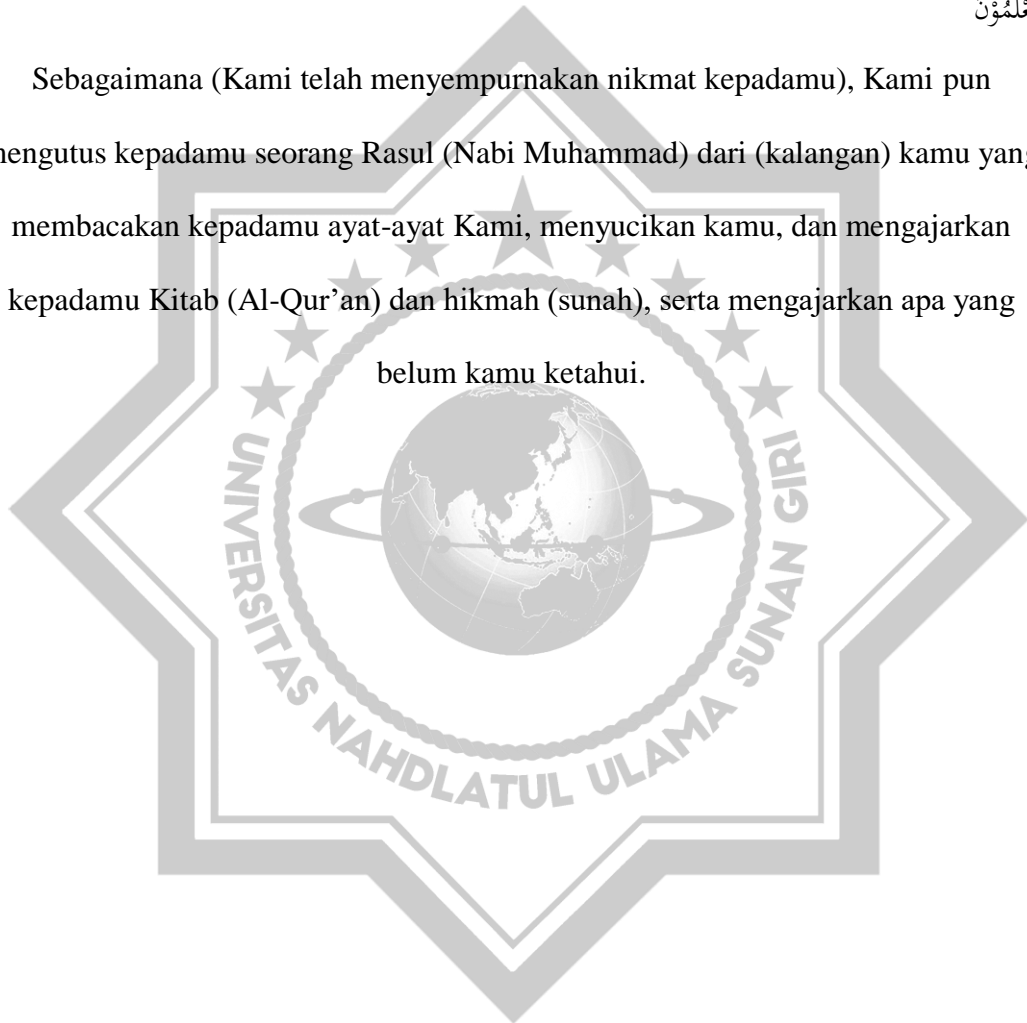 Sebagaimana (Kami telah menyempurnakan nikmat kepadamu), Kami pun
mengutus kepadamu seorang Rasul (Nabi Muhammad) dari (kalangan) kamu yang
membacakan kepadamu ayat-ayat Kami, menyucikan kamu, dan mengajarkan
kepadamu Kitab (Al-Qur’an) dan hikmah (sunah), serta mengajarkan apa yang
belum kamu ketahui.
UNIVERSITAS NAHDLATUL ULAMA SUNAN GIRI